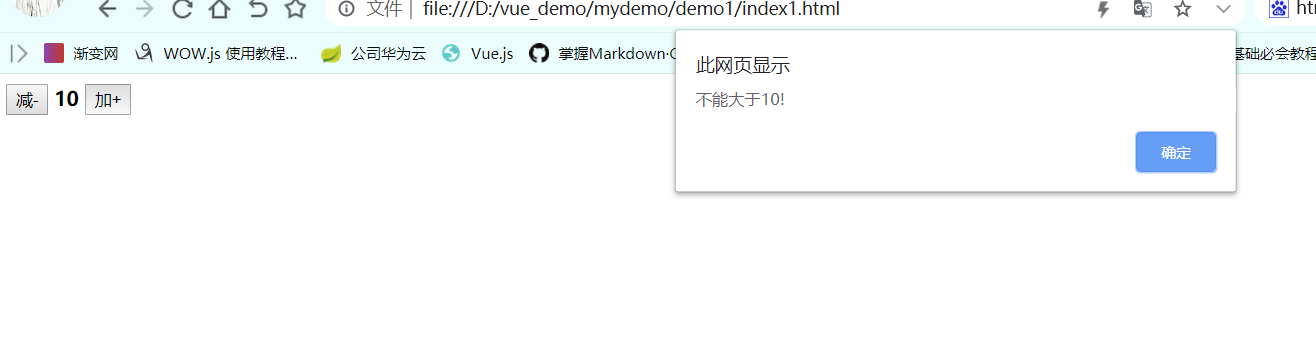 文件 | file:///D:/vue_demo/mydemo/demo1/index1.html
渐变网 WOW.js 使用教程... 公司华为云 Vue.js 掌握Markdown· 基础必会教程
减- 10 加+
此网页显示
不能大于10!
确定